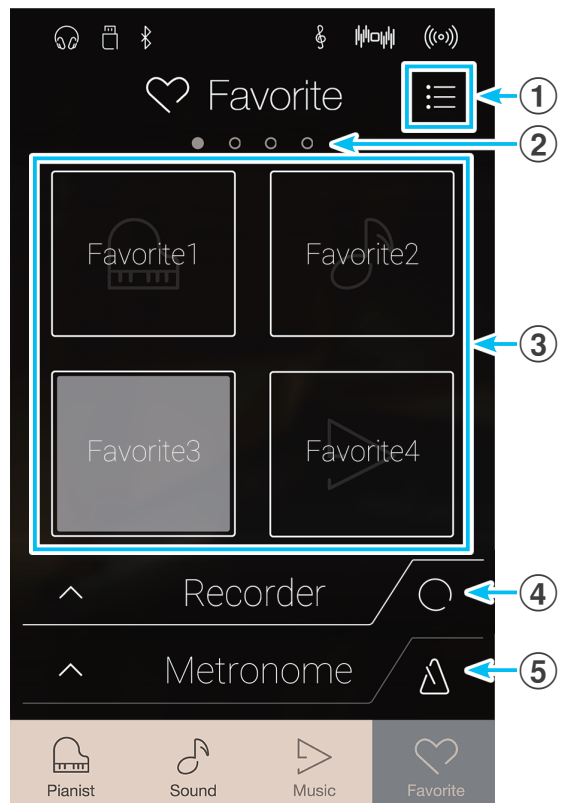 Favorite
1
2
Favorite1
Favorite2
3
Favorite3
Favorite4
Recorder
4
Metronome
5
Pianist
Sound
Music
Favorite